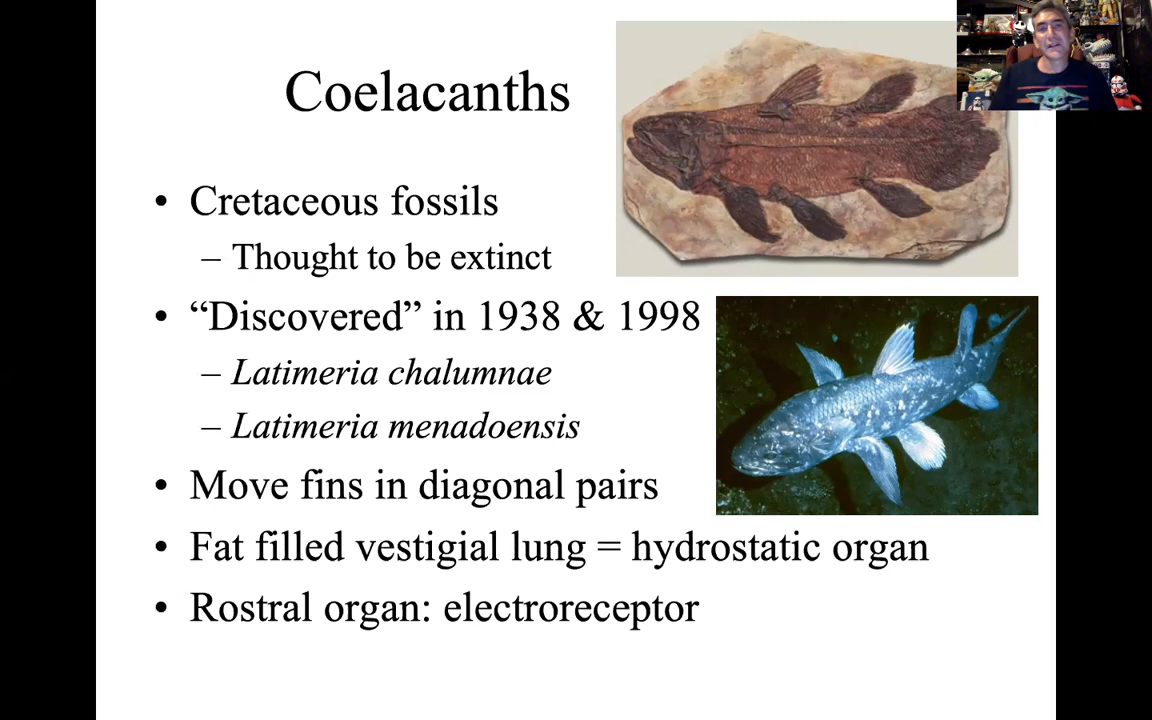 Coelacanths
• Cretaceous fossils
– Thought to be extinct
• “Discovered” in 1938 & 1998
– Latimeria chalumnae
– Latimeria menadoensis
• Move fins in diagonal pairs
• Fat filled vestigial lung = hydrostatic organ
• Rostral organ: electroreceptor